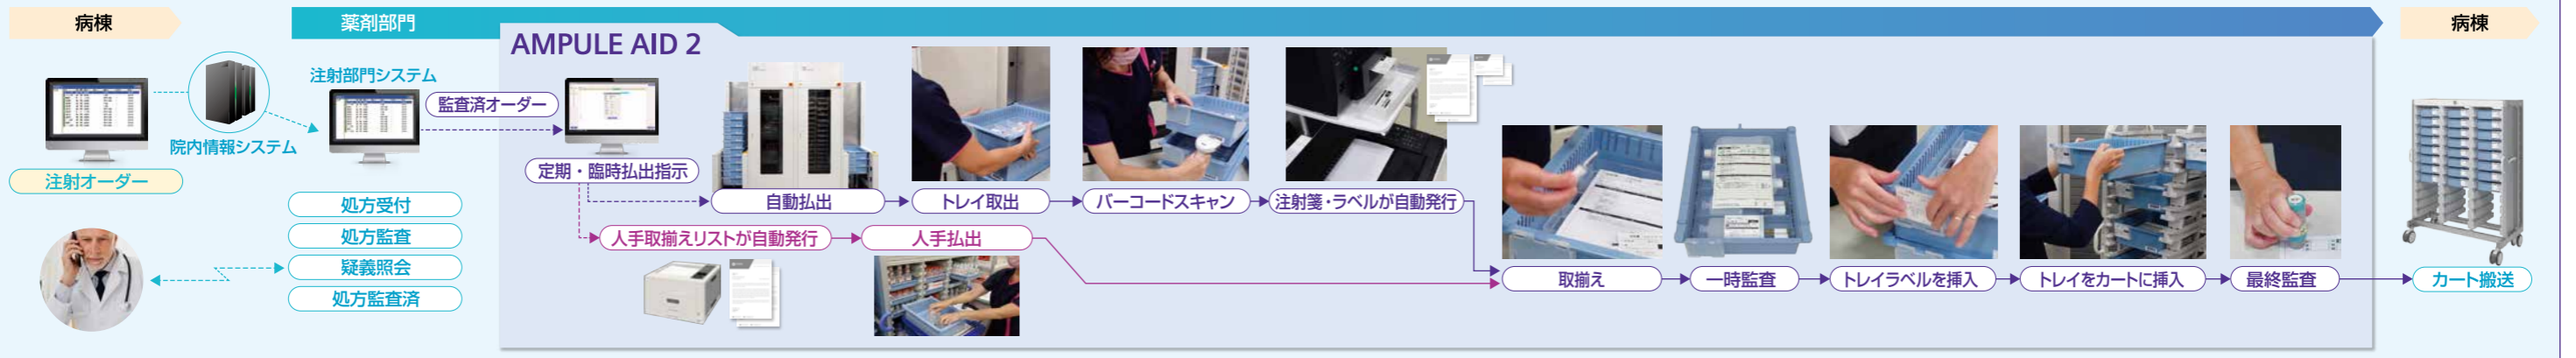 病棟
薬剤部門
病棟
AMPULE AID 2
注射部門システム
監査済オーダー
院内情報システム
注射オーダー
定期・臨時払出指示
処方受付
処方監査
疑義照会
処方監査済
自動払出
トレイ取出
バーコードスキャン
注射箋・ラベルが自動発行
人手取揃えリストが自動発行
人手払出
取揃え
一時監査
トレイラベルを挿入
トレイをカートに挿入
最終監査
カート搬送